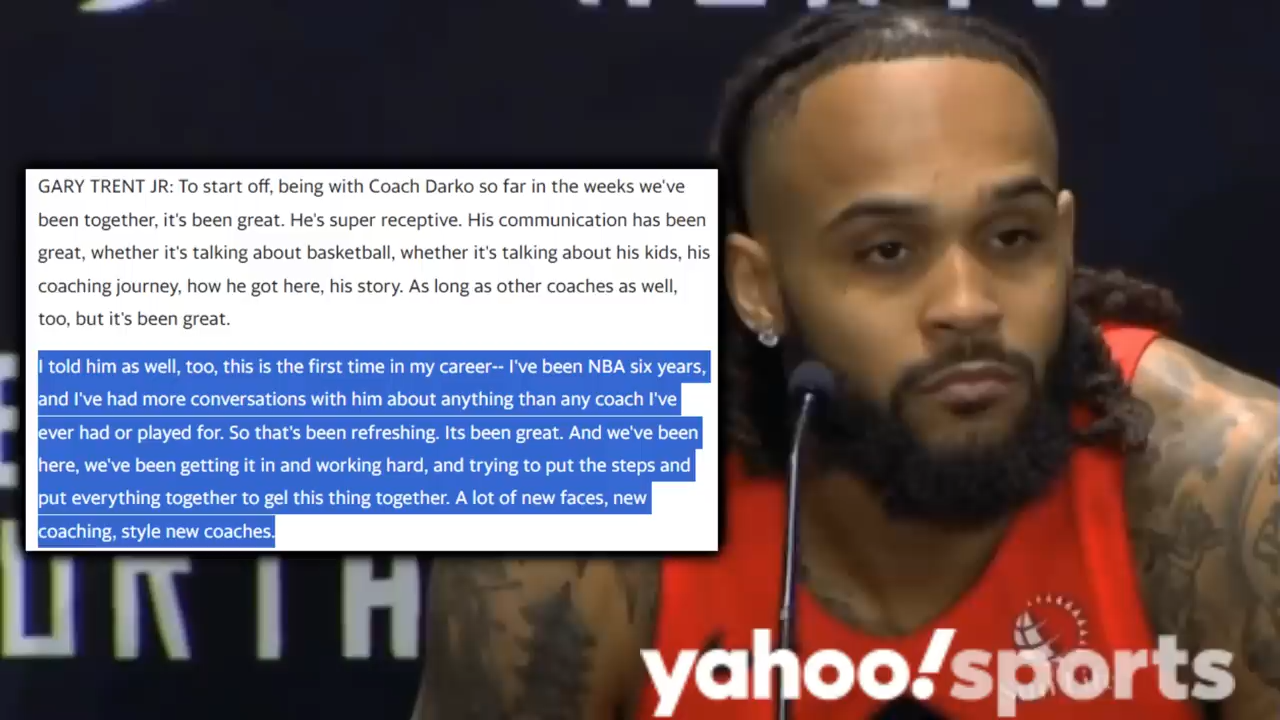 GARY TRENT JR: To start off, being with Coach Darko so far in the weeks we've
been together, it's been great. He's super receptive. His communication has been
great, whether it's talking about basketball, whether it's talking about his kids, his
coaching journey, how he got here, his story. As long as other coaches as well,
too, but it's been great.
I told him as well, too, this is the first time in my career-- I've been NBA six years,
and I've had more conversations with him about anything than any coach I've
ever had or played for. So that's been refreshing. Its been great. And we've been
here, we've been getting it in and working hard, and trying to put the steps and
put everything together to gel this thing together. A lot of new faces, new
coaching, style new coaches.
yahoo!sports